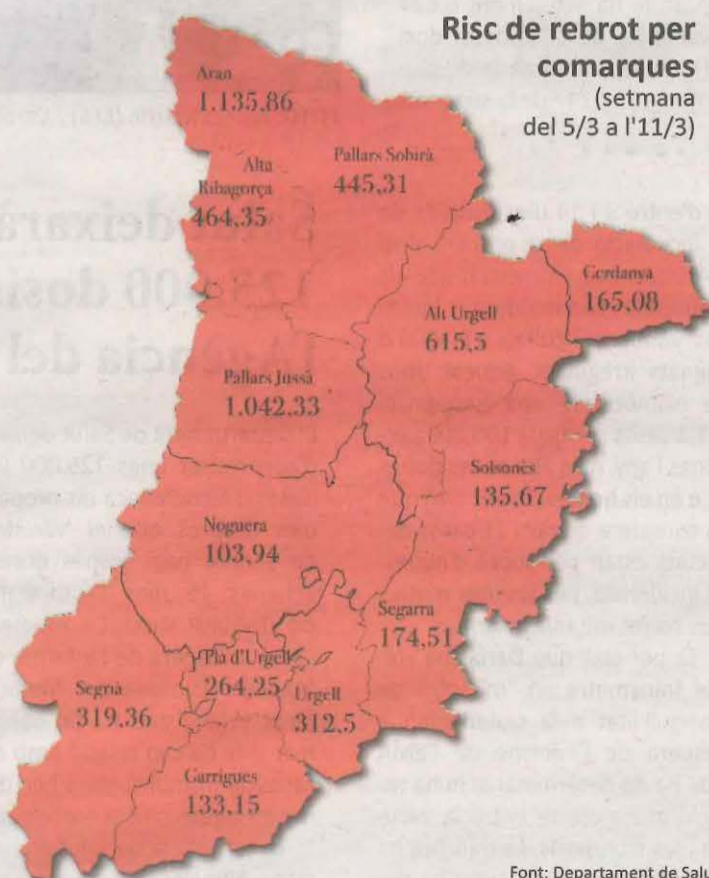 Risc de rebrot per
comarques
(setmana
del 5/3 a l'11/3)
Aran
1.135,86
Pallars Sobirà
445,31
Alta
Ribagorça
464,35
Cerdanya
165,08
Alt Urgell
615,5
Pallars Jussà
1.042,33
Solsonès
135,67
Noguera
103,94
Segarra
174,51
Pla d'Urgell
264,25
Segrià
319,36
Urgell
312,5
Garrigues
133,15
Font: Departament de Salu